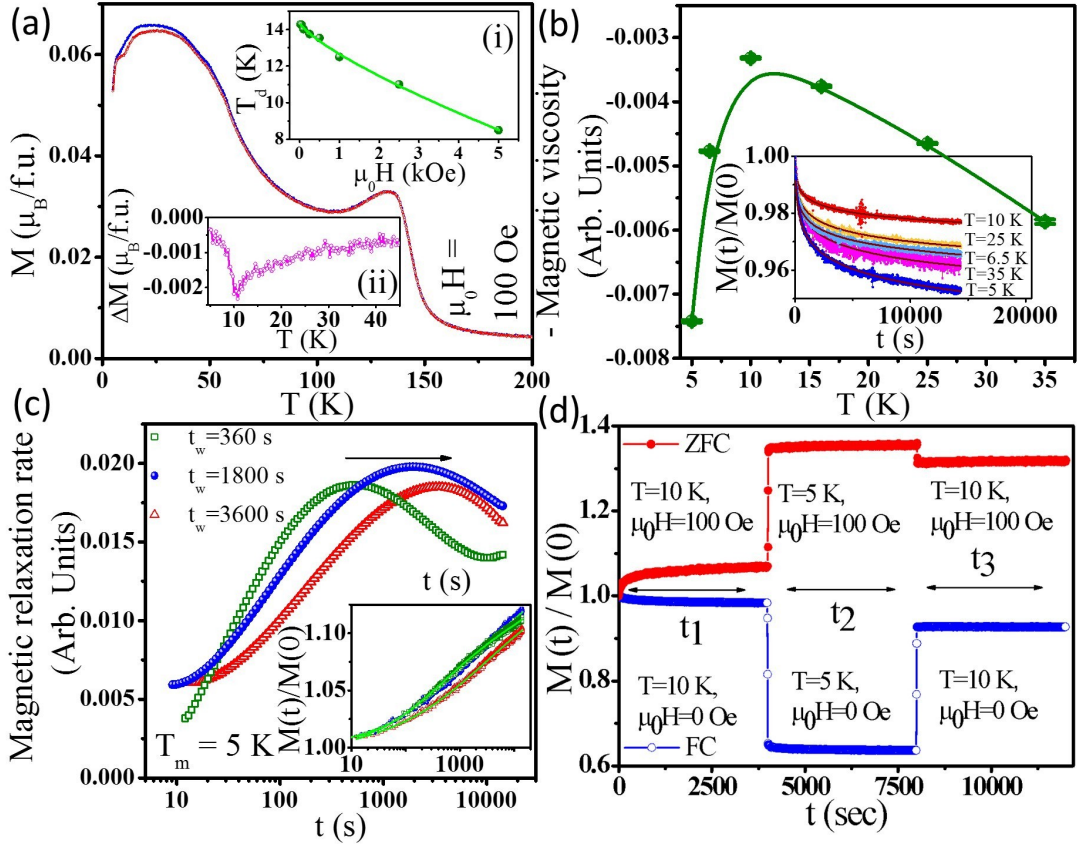 (a)
M (μB/f.u.)
0.06
0.04
0.02
0.00
0
50
100
150
200
T (K)
μ0H =
100 Oe
(i)
Td (K)
14
12
10
8
0
1
2
3
4
5
μ0H (kOe)
(ii)
ΔM (μB/f.u.)
0.000
-0.001
-0.002
10
20
30
40
T (K)
(b)
- Magnetic viscosity
(Arb. Units)
-0.003
-0.004
-0.005
-0.006
-0.007
-0.008
5
10
15
20
25
30
35
T (K)
M(t)/M(0)
1.00
0.98
0.96
0
10000
20000
t (s)
T=10 K
T=25 K
T=6.5 K
T=35 K
T=5 K
(c)
Magnetic relaxation rate
(Arb. Units)
0.020
0.015
0.010
0.005
0.000
10
100
1000
10000
t (s)
tw=360 s
tw=1800 s
tw=3600 s
Tm = 5 K
t (s)
M(t)/M(0)
1.10
1.05
1.00
10
1000
(d)
M(t) / M(0)
1.4
1.2
1.0
0.8
0.6
0
2500
5000
7500
10000
t (sec)
ZFC
T=10 K,
μ0H=100 Oe
T=5 K,
μ0H=100 Oe
T=10 K,
μ0H=100 Oe
t1
t2
t3
T=10 K,
μ0H=0 Oe
T=5 K,
μ0H=0 Oe
T=10 K,
μ0H=0 Oe
FC